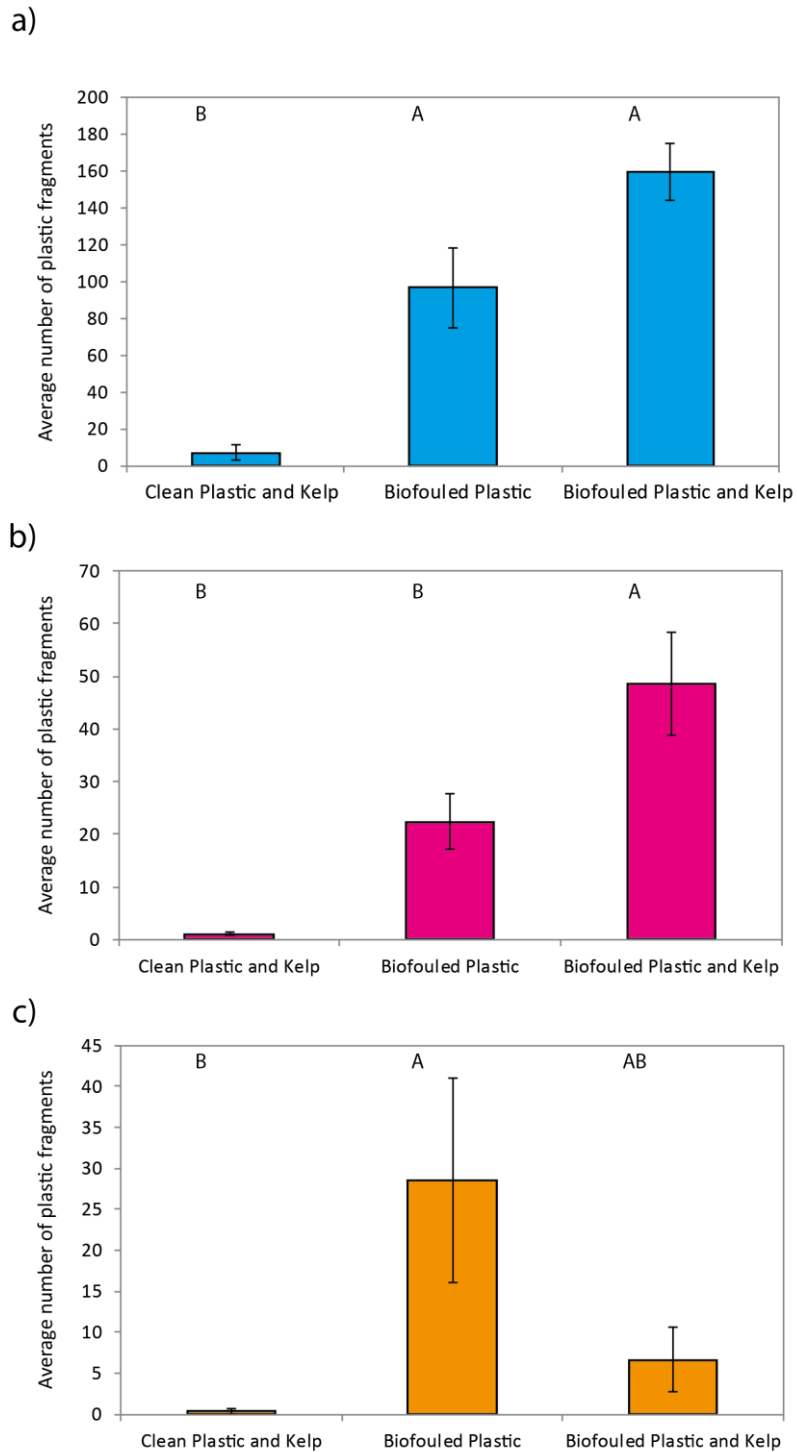 a)
Average number of plastic fragments
200
180
160
140
120
100
80
60
40
20
0
B A A
Clean Plastic and Kelp Biofouled Plastic Biofouled Plastic and Kelp
b)
Average number of plastic fragments
70
60
50
40
30
20
10
0
B B A
Clean Plastic and Kelp Biofouled Plastic Biofouled Plastic and Kelp
c)
Average number of plastic fragments
45
40
35
30
25
20
15
10
5
0
B A AB
Clean Plastic and Kelp Biofouled Plastic Biofouled Plastic and Kelp